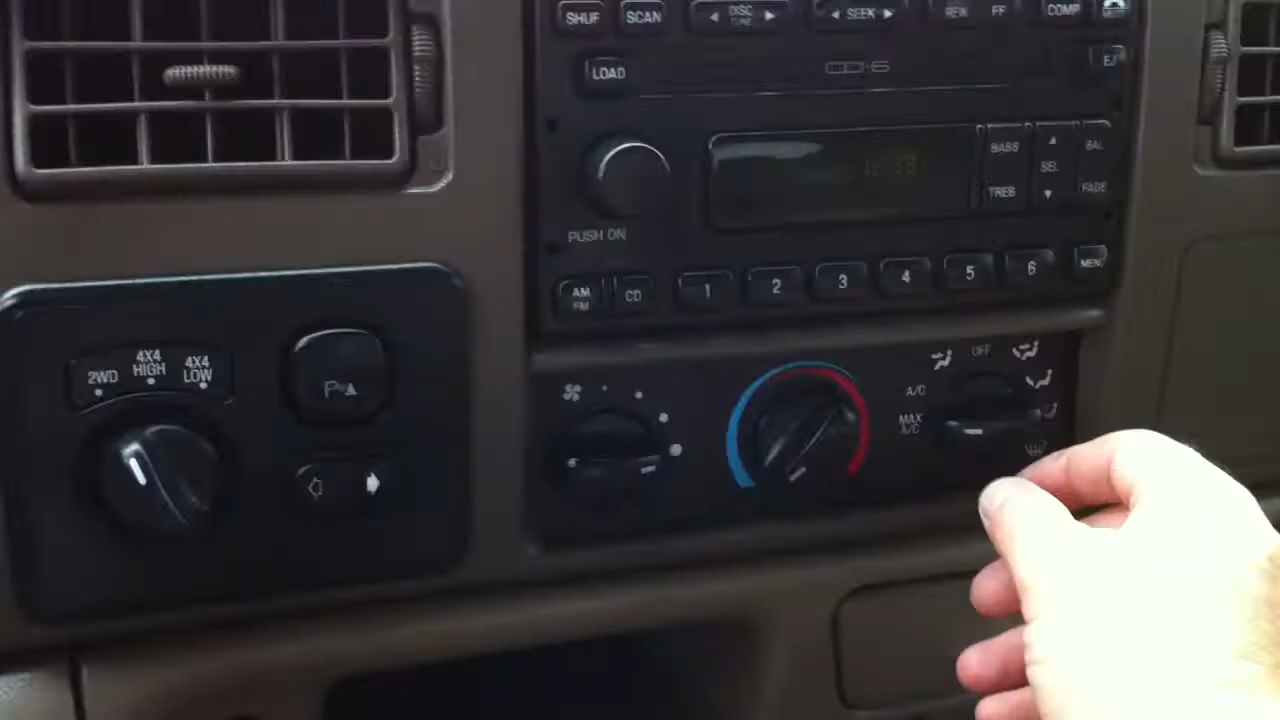 SHUF SCAN DISC TUNE SEEK REW FF COMP
LOAD EJ
BASS BAL
SEL
TREB FADE
PUSH ON
AM FM CD 1 2 3 4 5 6 MENU
2WD 4X4 HIGH 4X4 LOW
P
OFF
A/C
MAX A/C